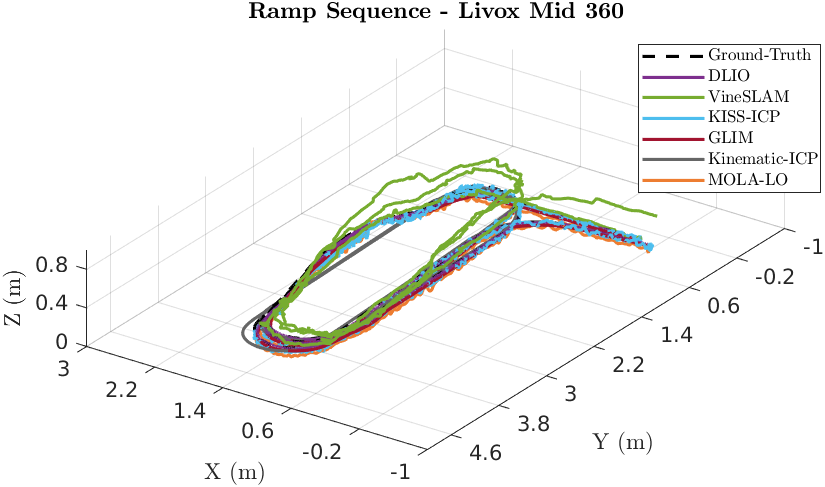 Ramp Sequence - Livox Mid 360
Ground-Truth
DLIO
VineSLAM
KISS-ICP
GLIM
Kinematic-ICP
MOLA-LO
0.8
0.4
0
Z (m)
3
2.2
1.4
0.6
-0.2
-1
X (m)
4.6
3.8
3
2.2
1.4
0.6
-0.2
-1
Y (m)